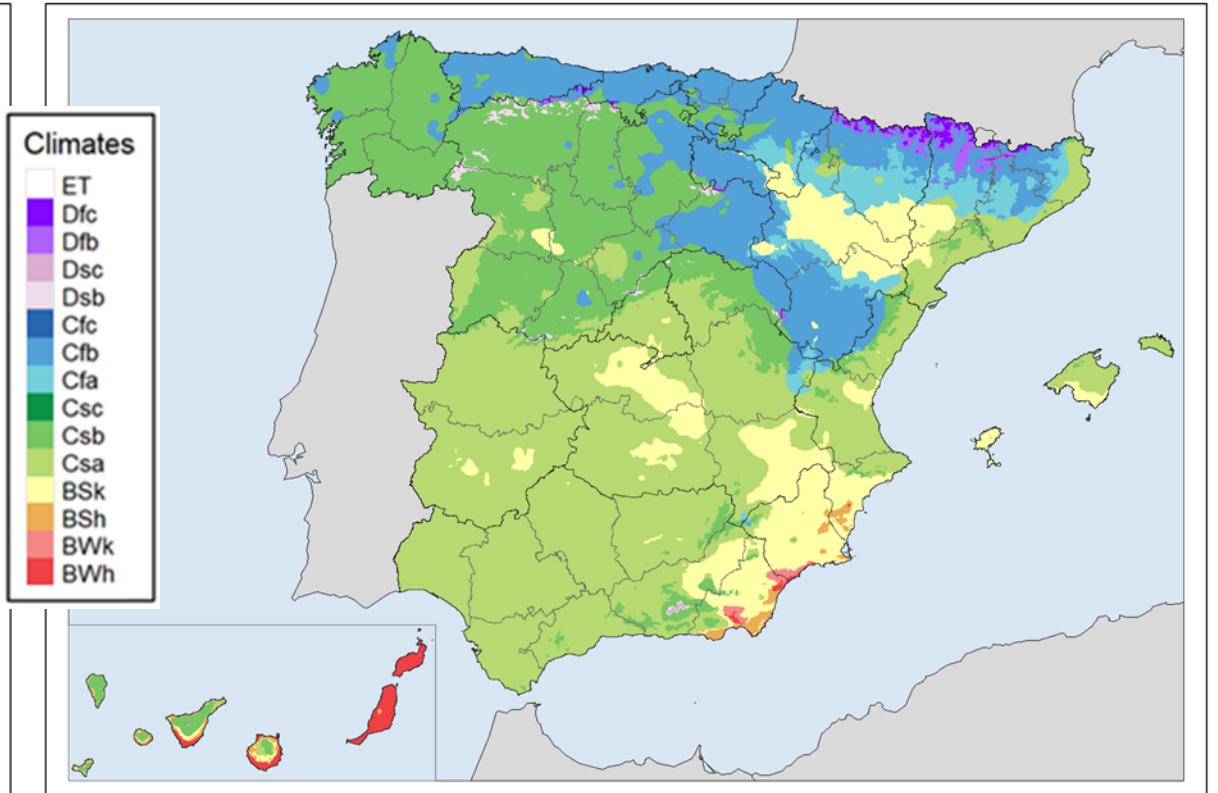 Climates
ET
Dfc
Dfb
Dsc
Dsb
Cfc
Cfb
Cfa
Csc
Csb
Csa
BSk
BSh
BWk
BWh